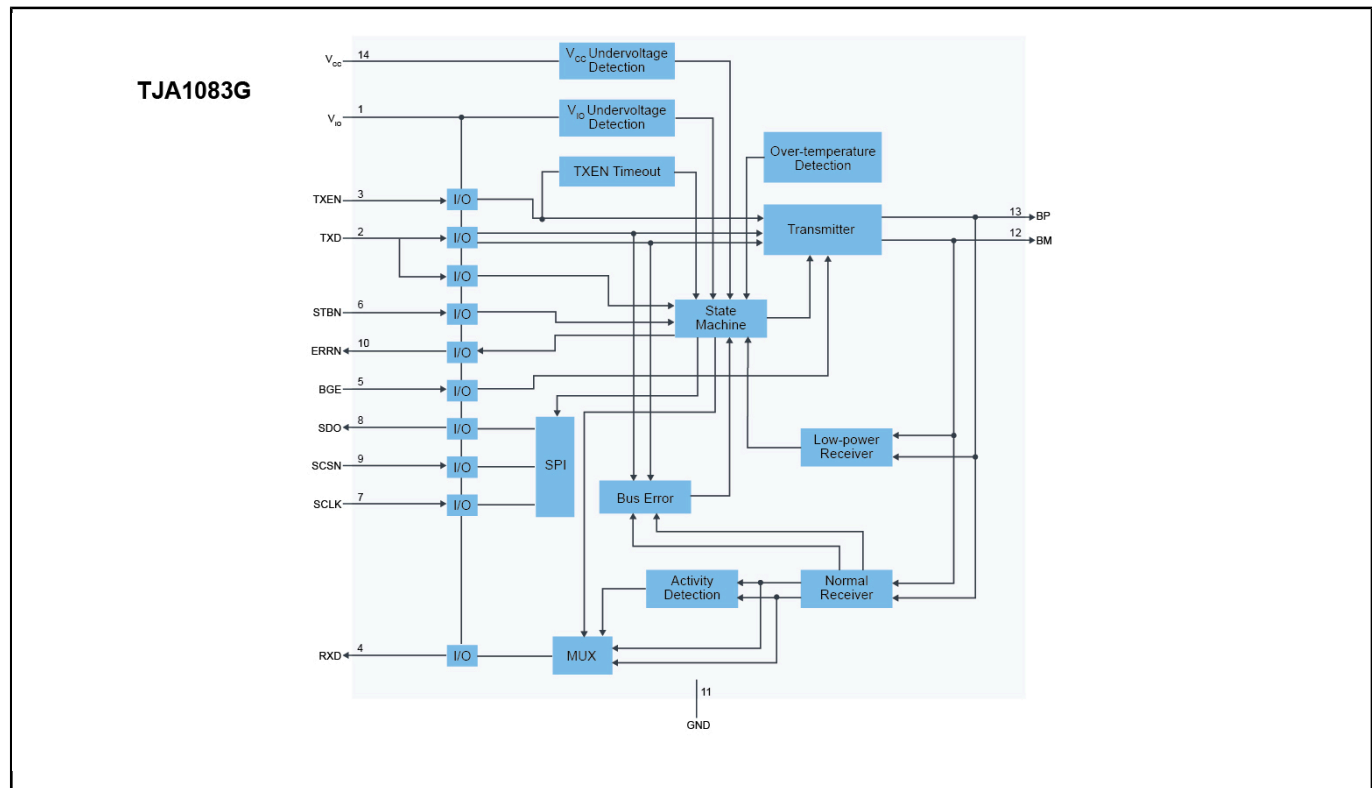 TJA1083G
VCC 14
VCC Undervoltage
Detection
VIO 1
VIO Undervoltage
Detection
Over-temperature
Detection
TXEN Timeout
TXEN 3
I/O
Transmitter
13 BP
TXD 2
I/O
12 BM
I/O
STBN 6
I/O
State
Machine
ERRN 10
I/O
BGE 5
I/O
SDO 8
I/O
Low-power
Receiver
SCSN 9
I/O
SPI
SCLK 7
I/O
Bus Error
Activity
Detection
Normal
Receiver
RXD 4
I/O
MUX
11
GND